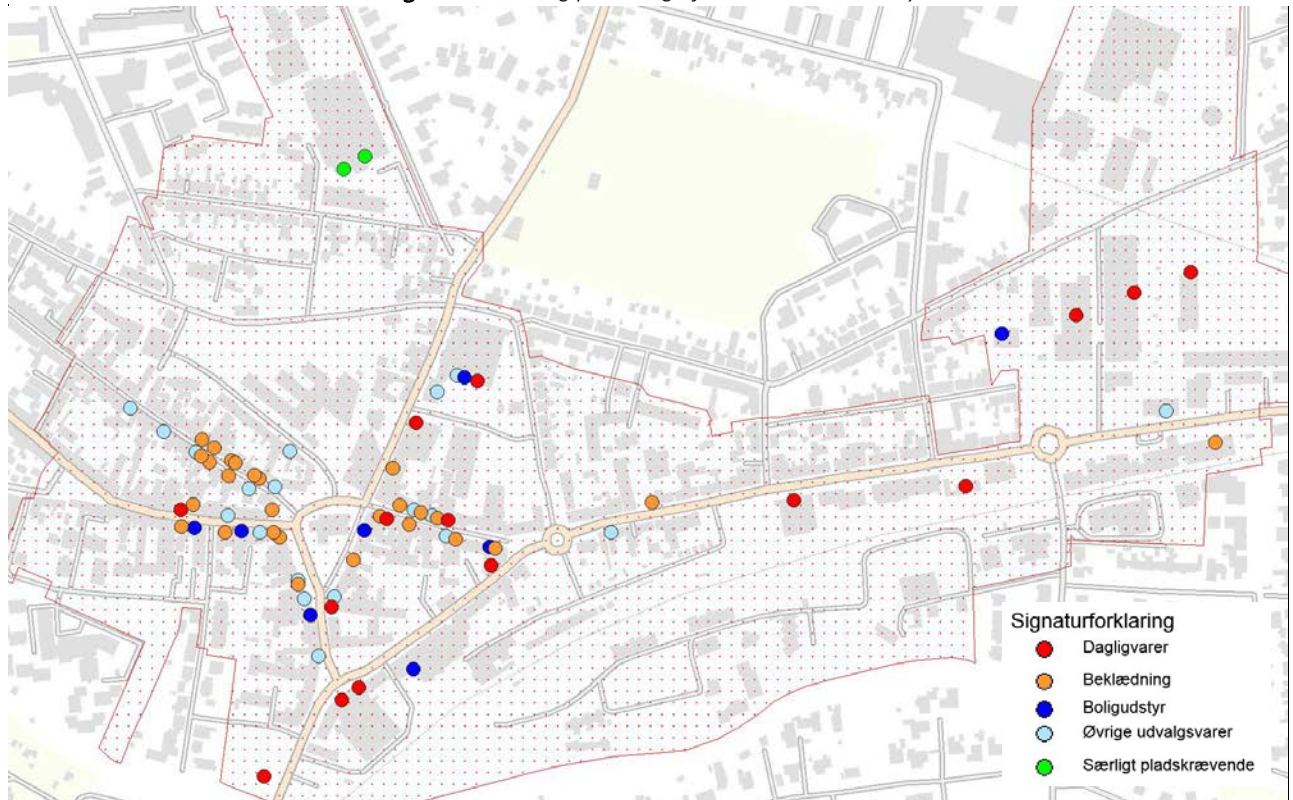 Signaturforklaring
Dagligvarer
Beklædning
Boligudstyr
Øvrige udvalgsvarer
Særligt pladskrævende